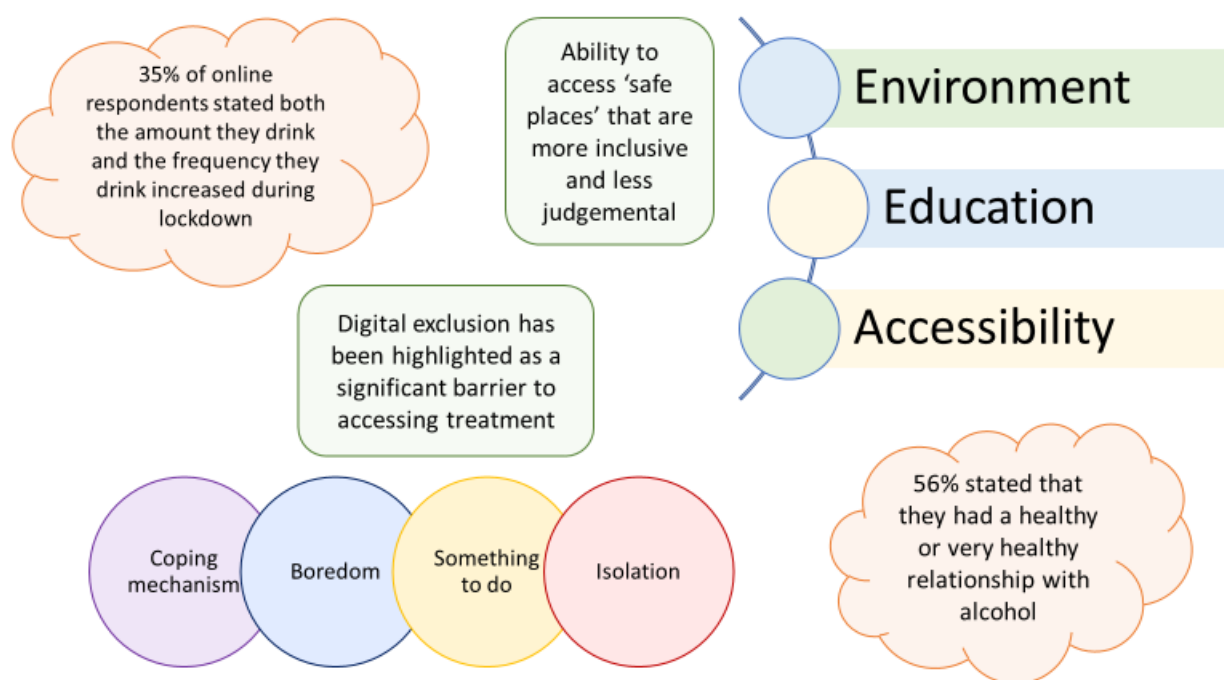 35% of online
respondents stated both
the amount they drink
and the frequency they
drink increased during
lockdown
Ability to
access ‘safe
places’ that are
more inclusive
and less
judgemental
Environment
Education
Accessibility
Digital exclusion has
been highlighted as a
significant barrier to
accessing treatment
Coping
mechanism
Boredom
Something
to do
Isolation
56% stated that
they had a healthy
or very healthy
relationship with
alcohol